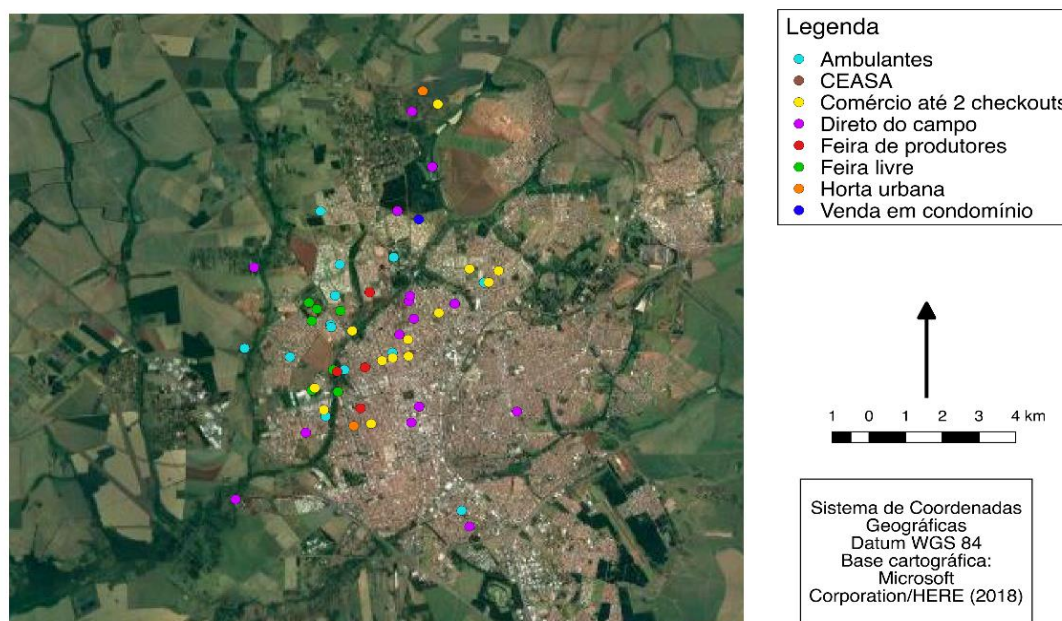 Legenda
Ambulantes
CEASA
Comércio até 2 checkouts
Direto do campo
Feira de produtores
Feira livre
Horta urbana
Venda em condomínio
1 0 1 2 3 4 km
Sistema de Coordenadas
Geográficas
Datum WGS 84
Base cartográfica:
Microsoft
Corporation/HERE (2018)